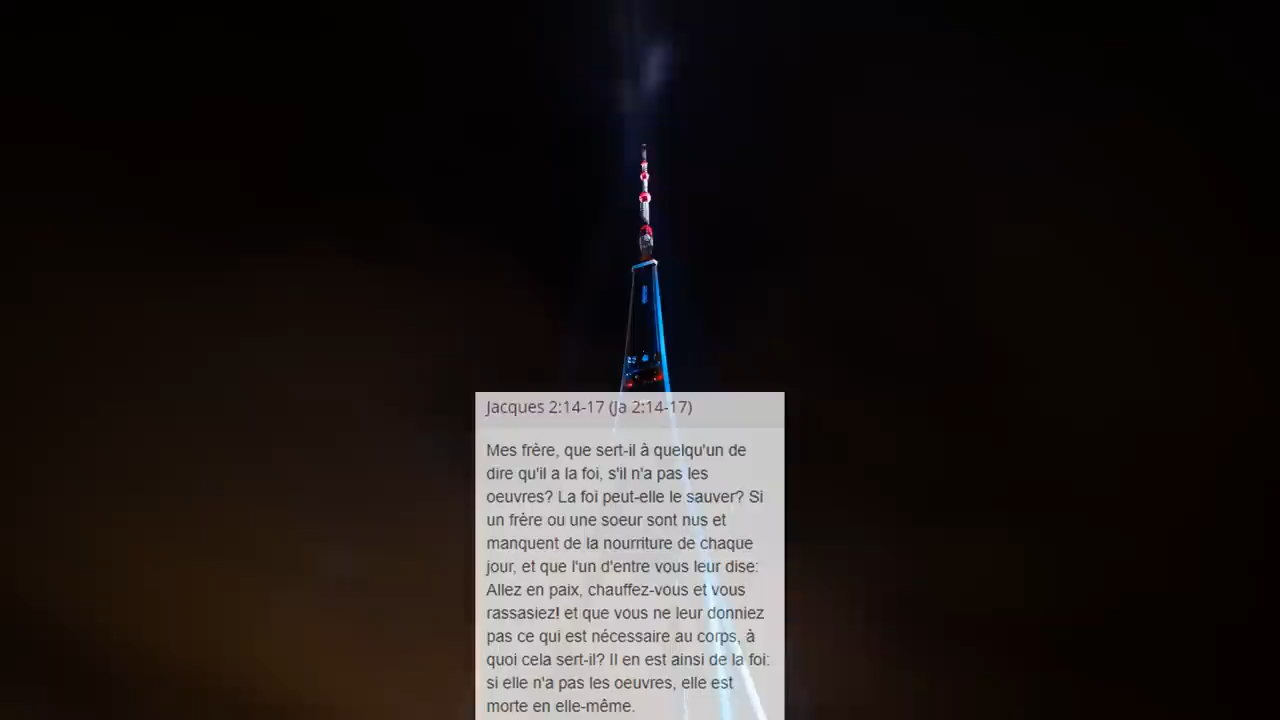 Jacques 2:14-17 (Ja 2:14-17)
Mes frère, que sert-il à quelqu'un de
dire qu'il a la foi, s'il n'a pas les
oeuvres? La foi peut-elle le sauver? Si
un frère ou une soeur sont nus et
manquent de la nourriture de chaque
jour, et que l'un d'entre vous leur dise:
Allez en paix, chauffez-vous et vous
rassasiez! et que vous ne leur donniez
pas ce qui est nécessaire au corps, à
quoi cela sert-il? Il en est ainsi de la foi:
si elle n'a pas les oeuvres, elle est
morte en elle-même.